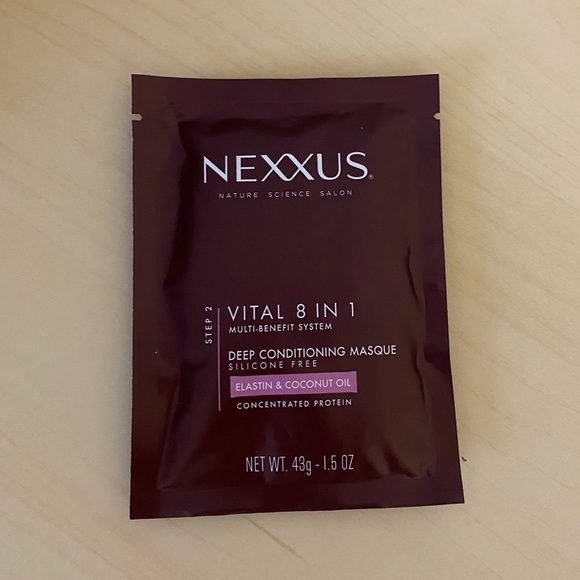 NEXXUS®
NATURE SCIENCE SALON
STEP 2
VITAL 8 IN 1
MULTI-BENEFIT SYSTEM
DEEP CONDITIONING MASQUE
SILICONE FREE
ELASTIN & COCONUT OIL
CONCENTRATED PROTEIN
NET WT. 43g - 1.5 OZ